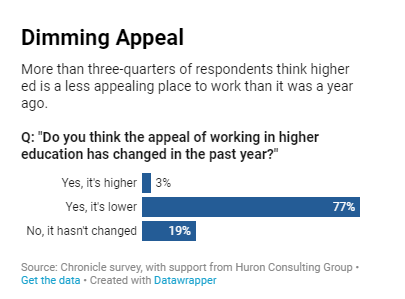 Dimming Appeal
More than three-quarters of respondents think higher
ed is a less appealing place to work than it was a year
ago.
Q: "Do you think the appeal of working in higher
education has changed in the past year?"
Yes, it's higher 3%
Yes, it's lower 77%
No, it hasn't changed 19%
Source: Chronicle survey, with support from Huron Consulting Group •
Get the data • Created with Datawrapper